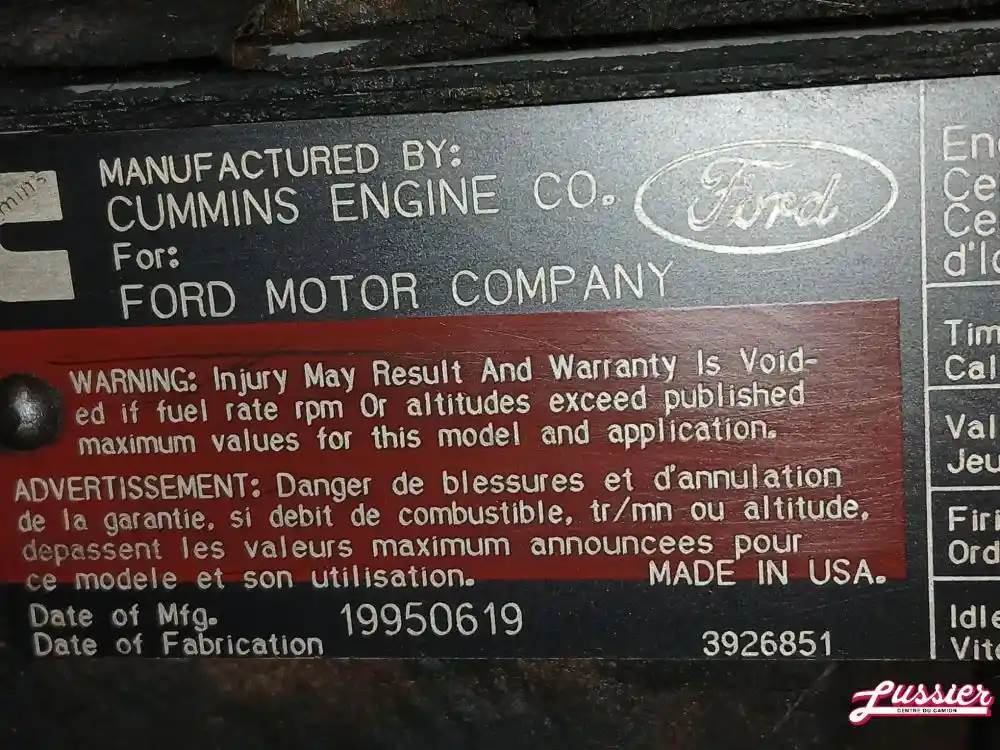 MANUFACTURED BY:
CUMMINS ENGINE CO.
Ford
For:
FORD MOTOR COMPANY
WARNING: Injury May Result And Warranty Is Void-
ed if fuel rate rpm Or altitudes exceed published
maximum values for this model and application.
ADVERTISSEMENT: Danger de blessures et d'annulation
de la garantie, si debit de combustible, tr/mn ou altitude,
depassent les valeurs maximum announcees pour
ce modele et son utilisation.
MADE IN USA.
Date of Mfg.
Date of Fabrication
19950619
3926851
Lussier
CENTRE DU CAMION